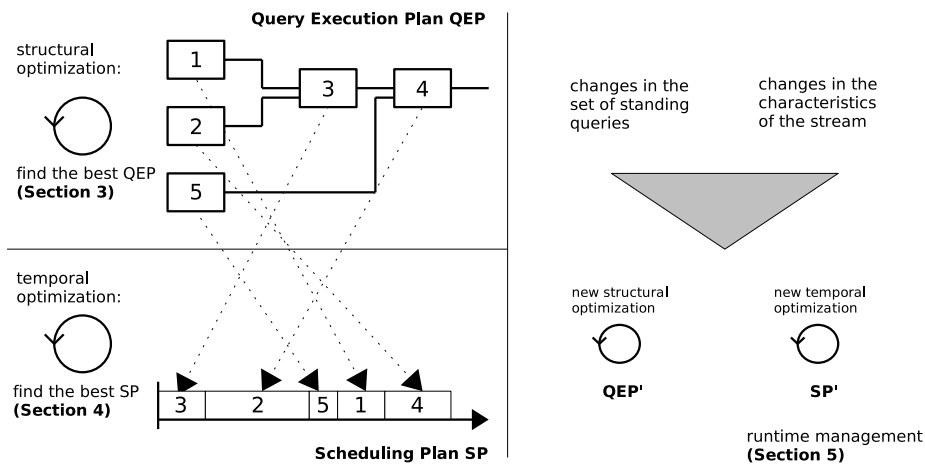 Query Execution Plan QEP
structural
optimization:
1
3
4
2
find the best QEP
(Section 3)
5
temporal
optimization:
find the best SP
(Section 4)
3 2 5 1 4
Scheduling Plan SP
changes in the
set of standing
queries
changes in the
characteristics
of the stream
new structural
optimization
QEP'
new temporal
optimization
SP'
runtime management
(Section 5)